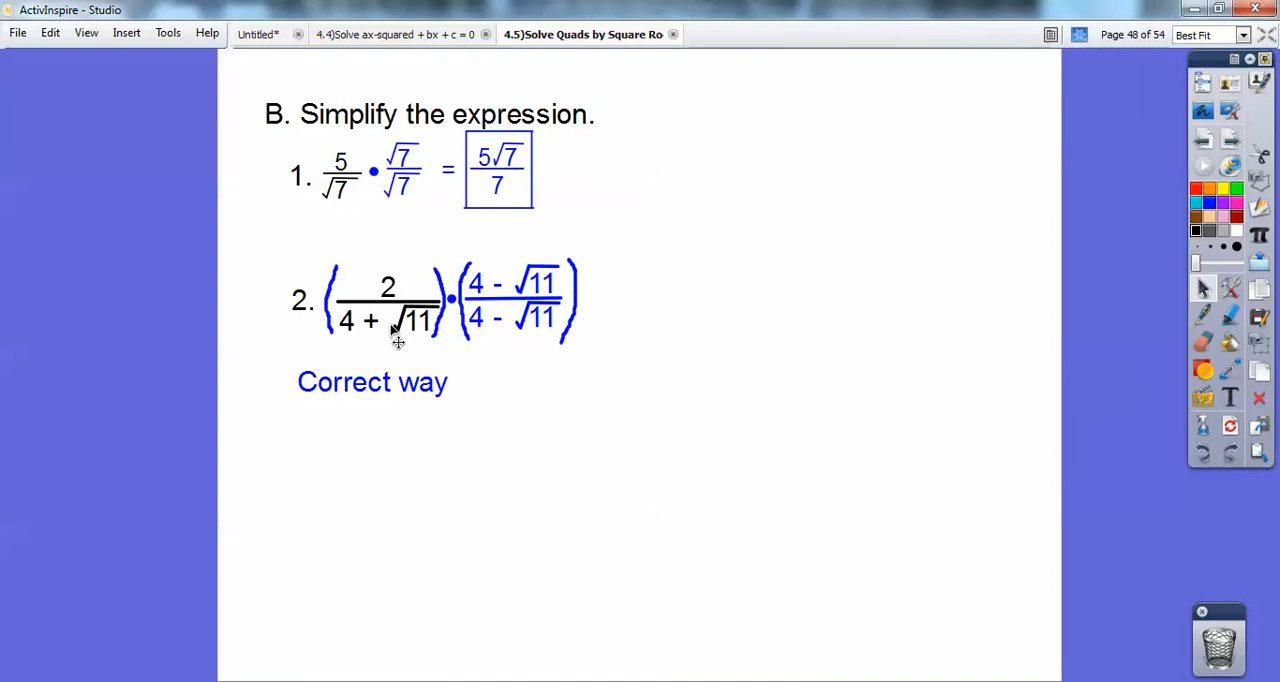 ActivInspire - Studio
File Edit View Insert Tools Help Untitled* 4.4)Solve ax-squared + bx + c = 0 4.5)Solve Quads by Square Ro Page 48 of 54 Best Fit
B. Simplify the expression.
1. 5/√7 • √7/√7 = 5√7/7
2. (2/(4 + √11)) • ((4 - √11)/(4 - √11))
Correct way